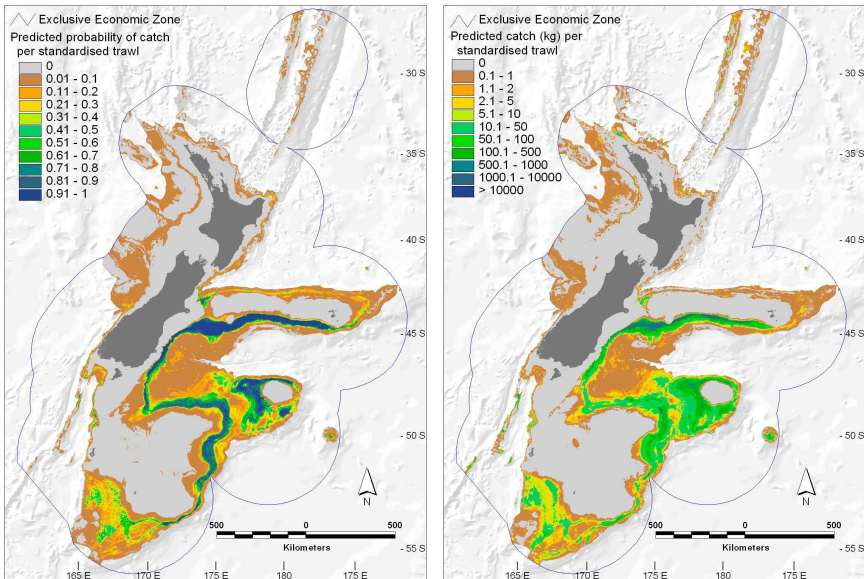 Exclusive Economic Zone
Predicted probability of catch
per standardised trawl
0
0.01 - 0.1
0.11 - 0.2
0.21 - 0.3
0.31 - 0.4
0.41 - 0.5
0.51 - 0.6
0.61 - 0.7
0.71 - 0.8
0.81 - 0.9
0.91 - 1
- 30 S
- 35 S
- 40 S
- 45 S
- 50 S
- 55 S
N
500 0 500
Kilometers
165 E 170 E 175 E 180 175 E
Exclusive Economic Zone
Predicted catch (kg) per
standardised trawl
0
0.1 - 1
1.1 - 2
2.1 - 5
5.1 - 10
10.1 - 50
50.1 - 100
100.1 - 500
500.1 - 1000
1000.1 - 10000
> 10000
- 30 S
- 35 S
- 40 S
- 45 S
- 50 S
- 55 S
N
500 0 500
Kilometers
165 E 170 E 175 E 180 175 E